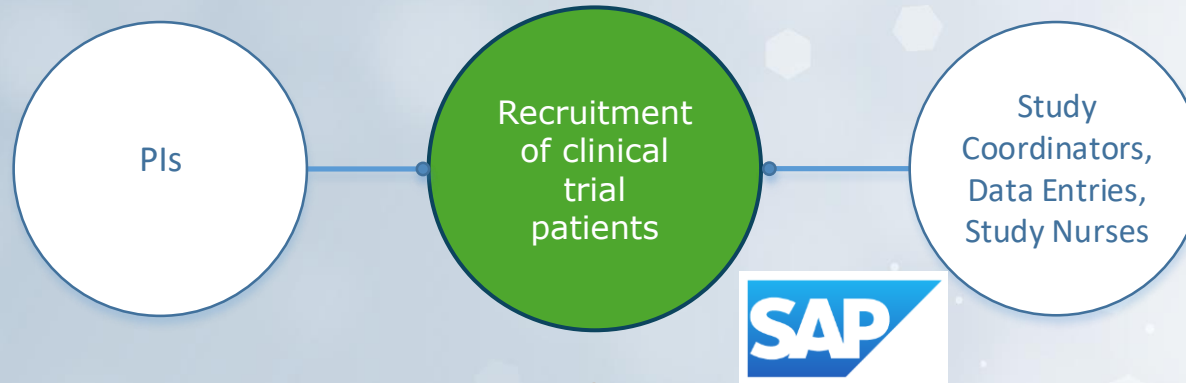 PIs
Recruitment
of clinical
trial
patients
Study
Coordinators,
Data Entries,
Study Nurses
SAP